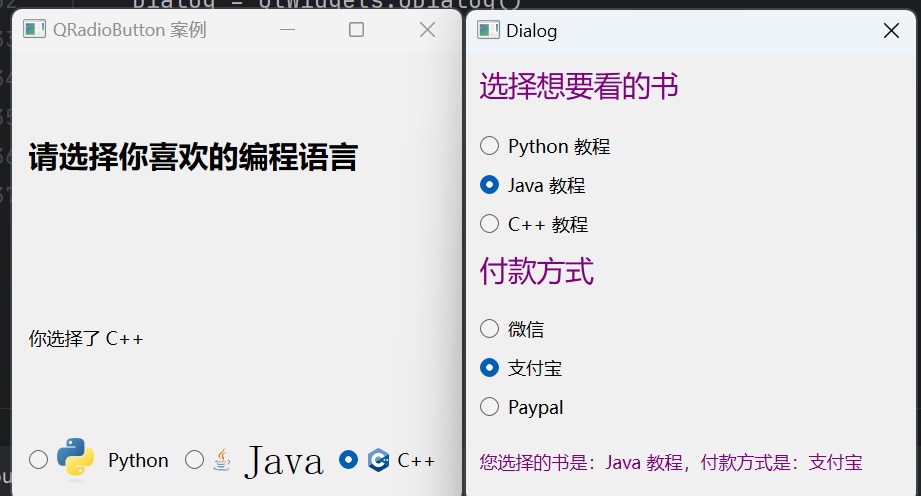 Dialog = QtWidgets.QDialog()
QRadioButton 案例
请选择你喜欢的编程语言
你选择了 C++
Python
Java
C++
Dialog
选择想要看的书
Python 教程
Java 教程
C++ 教程
付款方式
微信
支付宝
Paypal
您选择的书是：Java 教程，付款方式是：支付宝